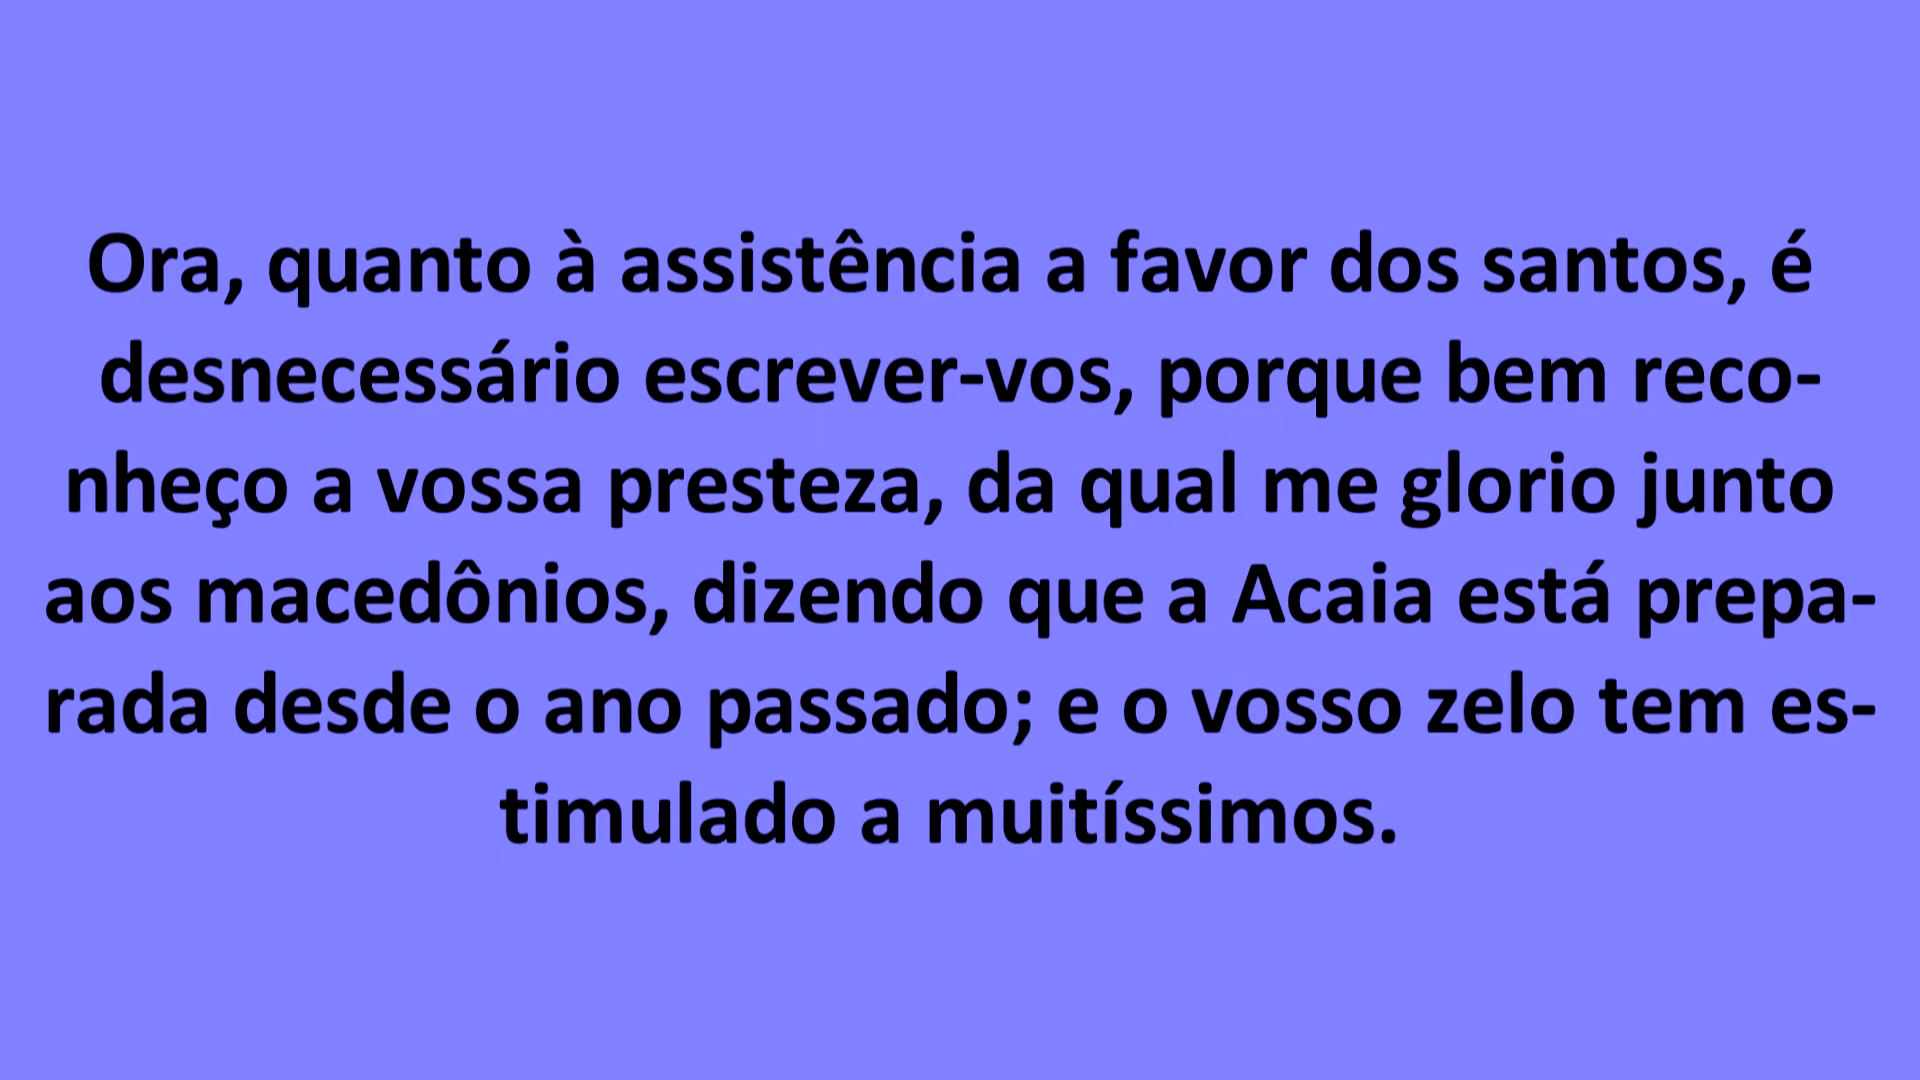 Ora, quanto à assistência a favor dos santos, é
desnecessário escrever-vos, porque bem reco-
nheço a vossa presteza, da qual me glorio junto
aos macedônios, dizendo que a Acaia está prepa-
rada desde o ano passado; e o vosso zelo tem es-
timulado a muitíssimos.